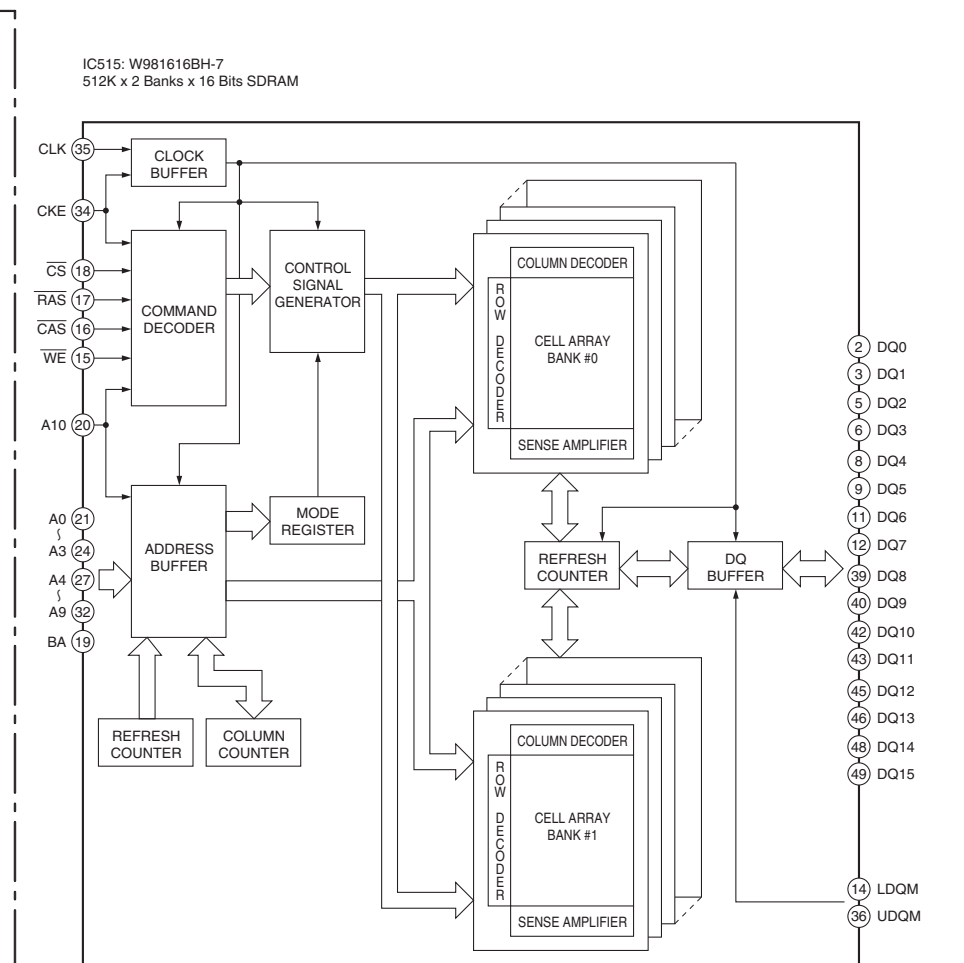 IC515: W981616BH-7
512K x 2 Banks x 16 Bits SDRAM
CLK 35
CKE 34
CS 18
RAS 17
CAS 16
WE 15
A10 20
A0 21
A3 24
A4 27
A9 32
BA 19
CLOCK
BUFFER
COMMAND
DECODER
CONTROL
SIGNAL
GENERATOR
ADDRESS
BUFFER
MODE
REGISTER
REFRESH
COUNTER
COLUMN
COUNTER
COLUMN DECODER
ROW DECODER
CELL ARRAY
BANK #0
SENSE AMPLIFIER
REFRESH
COUNTER
DQ
BUFFER
COLUMN DECODER
ROW DECODER
CELL ARRAY
BANK #1
SENSE AMPLIFIER
2 DQ0
3 DQ1
5 DQ2
6 DQ3
8 DQ4
9 DQ5
11 DQ6
12 DQ7
39 DQ8
40 DQ9
42 DQ10
43 DQ11
45 DQ12
46 DQ13
48 DQ14
49 DQ15
14 LDQM
36 UDQM